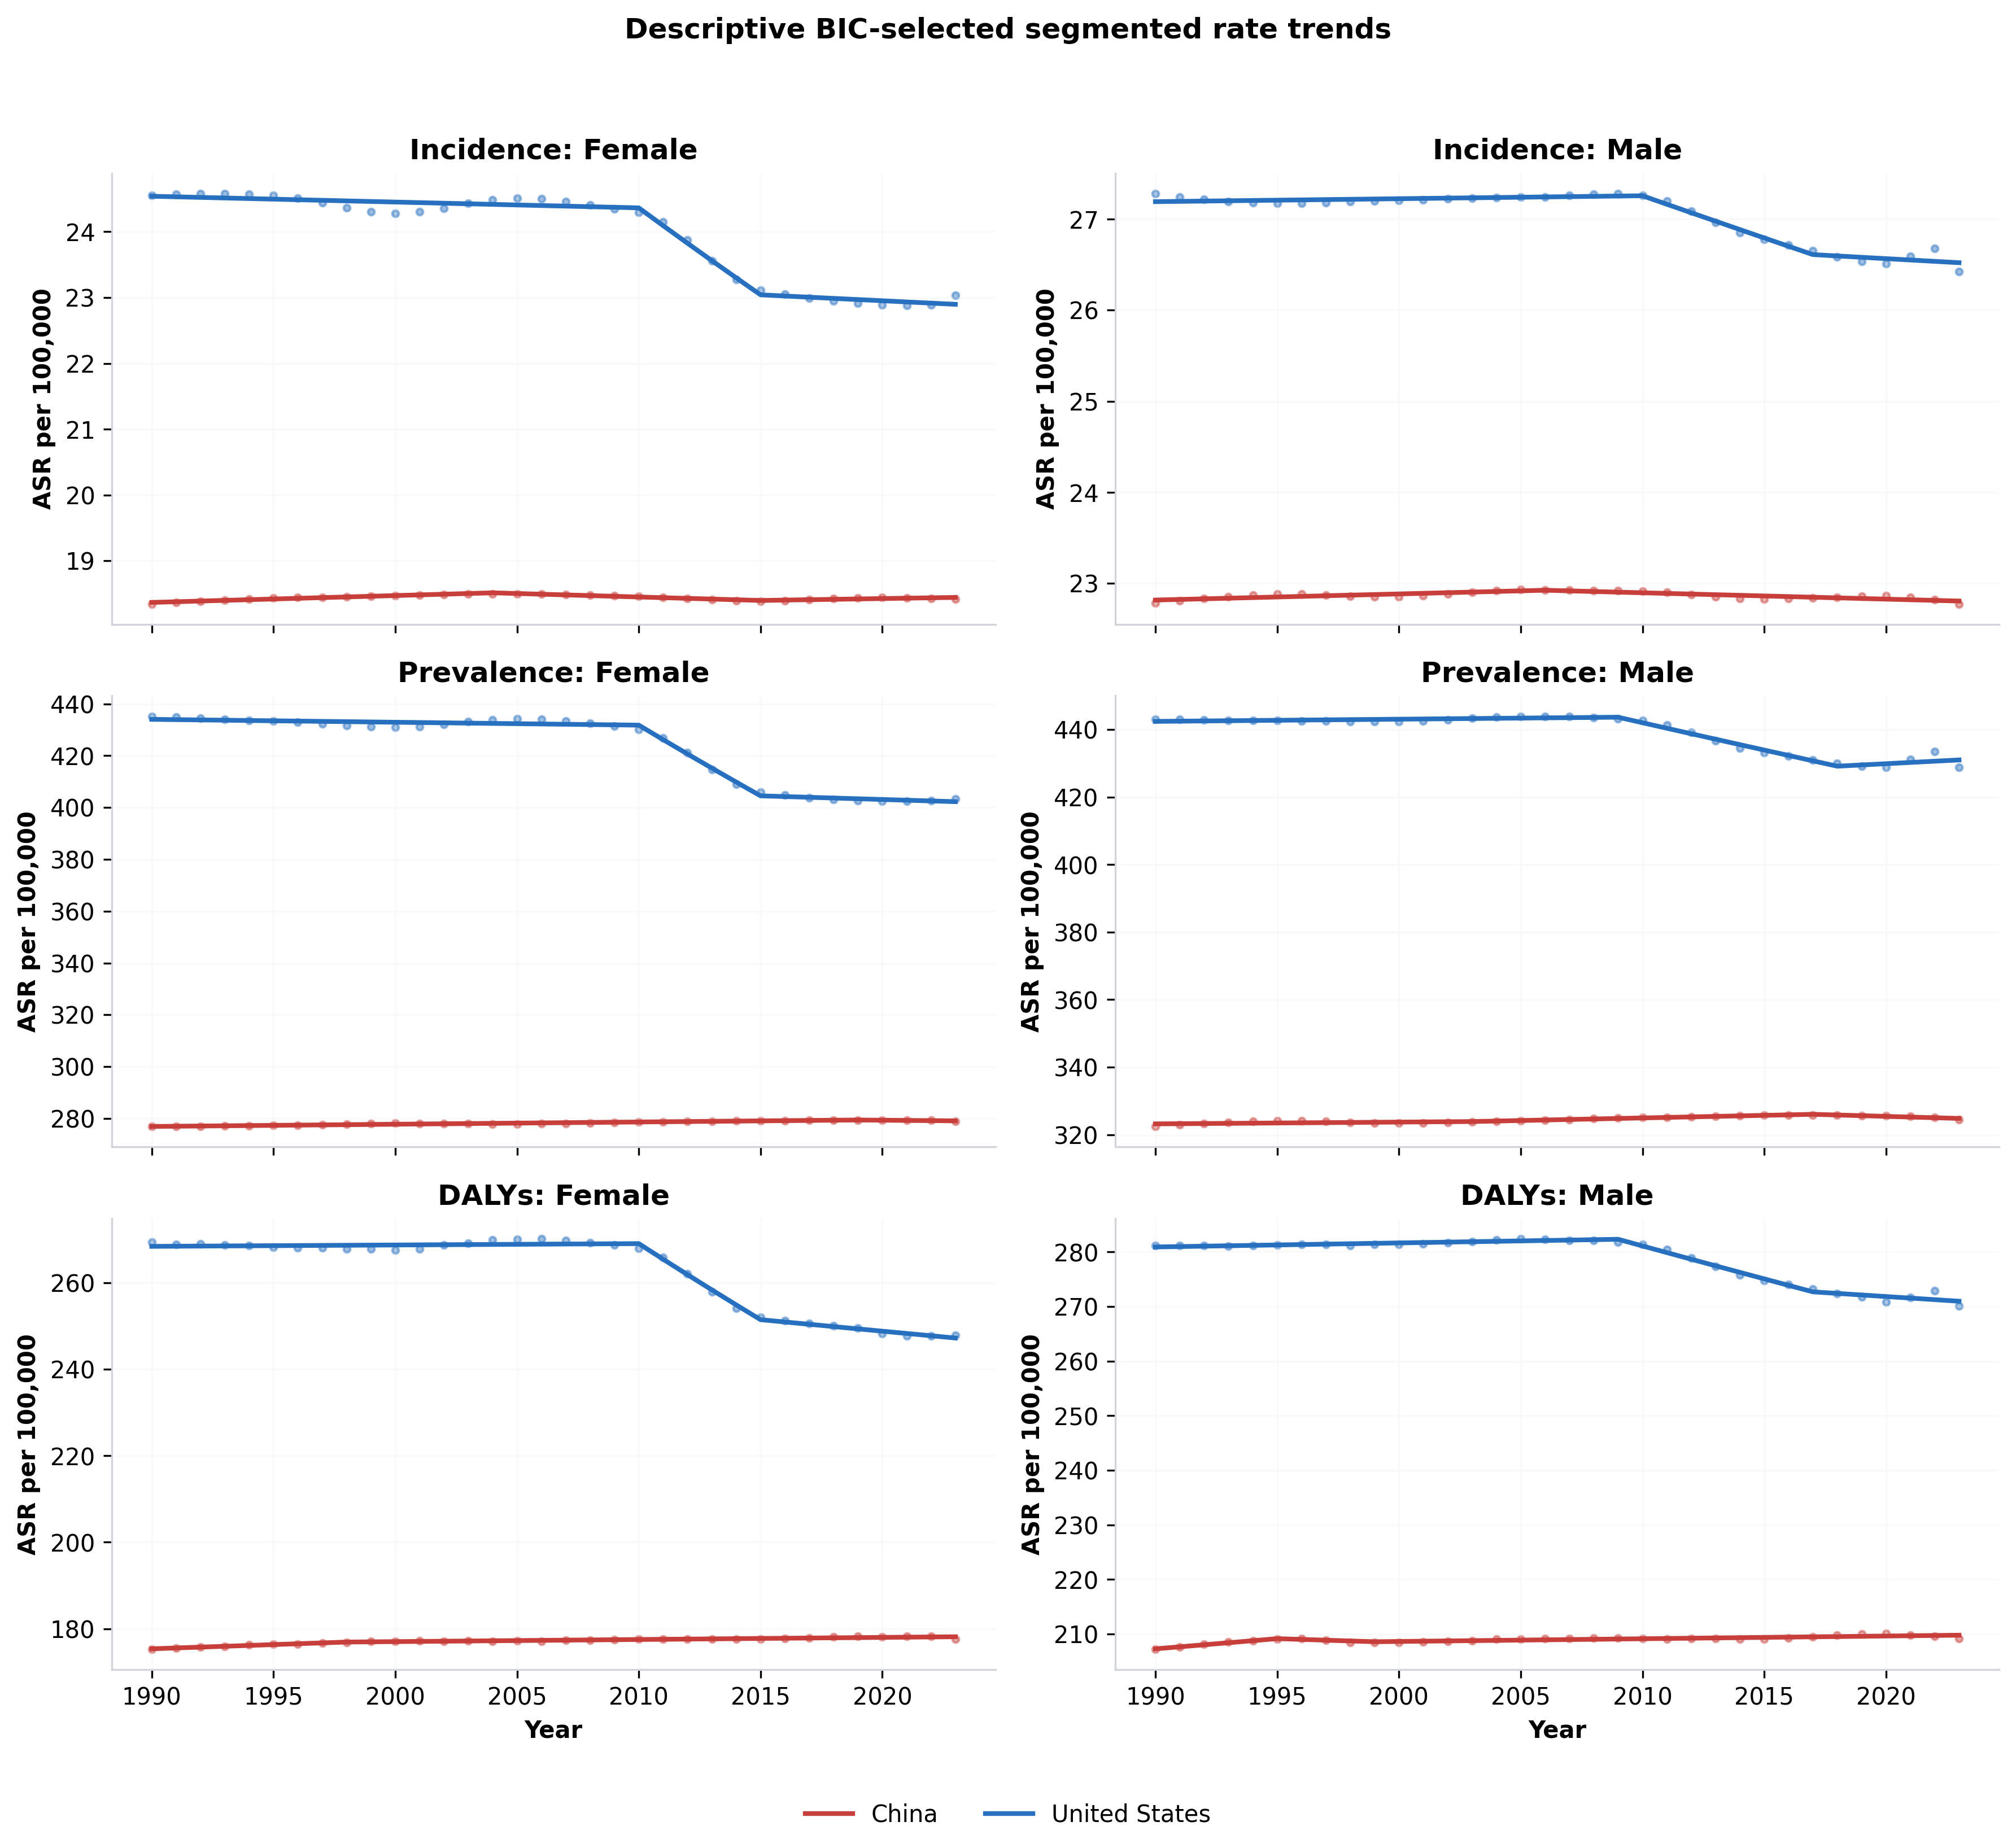 Descriptive BIC-selected segmented rate trends
Incidence: Female
ASR per 100,000
24
23
22
21
20
19
Incidence: Male
ASR per 100,000
27
26
25
24
23
Prevalence: Female
ASR per 100,000
440
420
400
380
360
340
320
300
280
Prevalence: Male
ASR per 100,000
440
420
400
380
360
340
320
DALYs: Female
ASR per 100,000
260
240
220
200
180
1990 1995 2000 2005 2010 2015 2020
Year
DALYs: Male
ASR per 100,000
280
270
260
250
240
230
220
210
1990 1995 2000 2005 2010 2015 2020
Year
China
United States